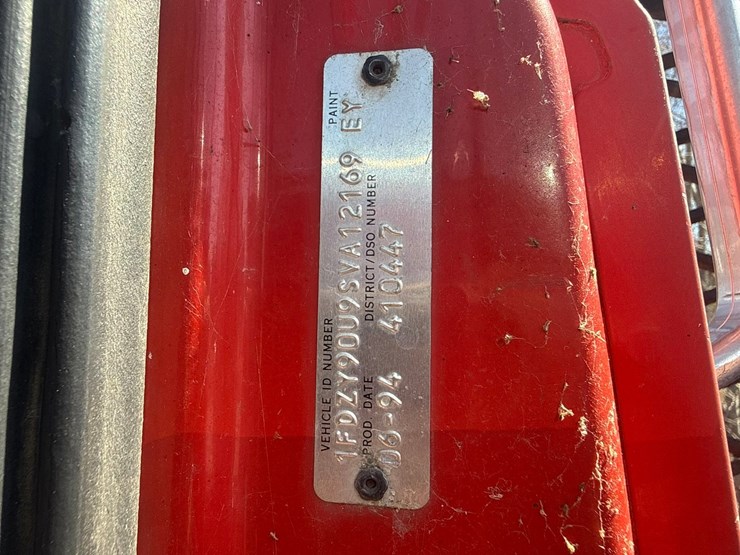 VEHICLE ID NUMBER PAINT
1FDZY90U9SVA12169 EY
PROD DATE DISTRICT/DSO NUMBER
06-94 410447